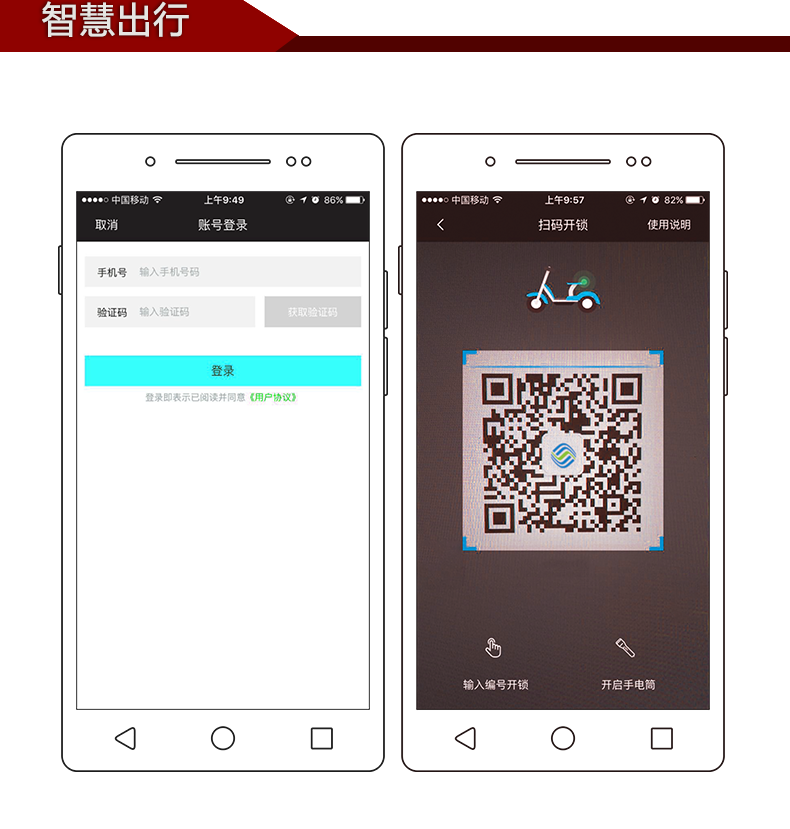 智慧出行
中国移动 上午9:49 86%
取消 账号登录
手机号 输入手机号码
验证码 输入验证码 获取验证码
登录
登录即表示已阅读并同意《用户协议》
中国移动 上午9:57 82%
扫码开锁 使用说明
输入编号开锁 开启手电筒